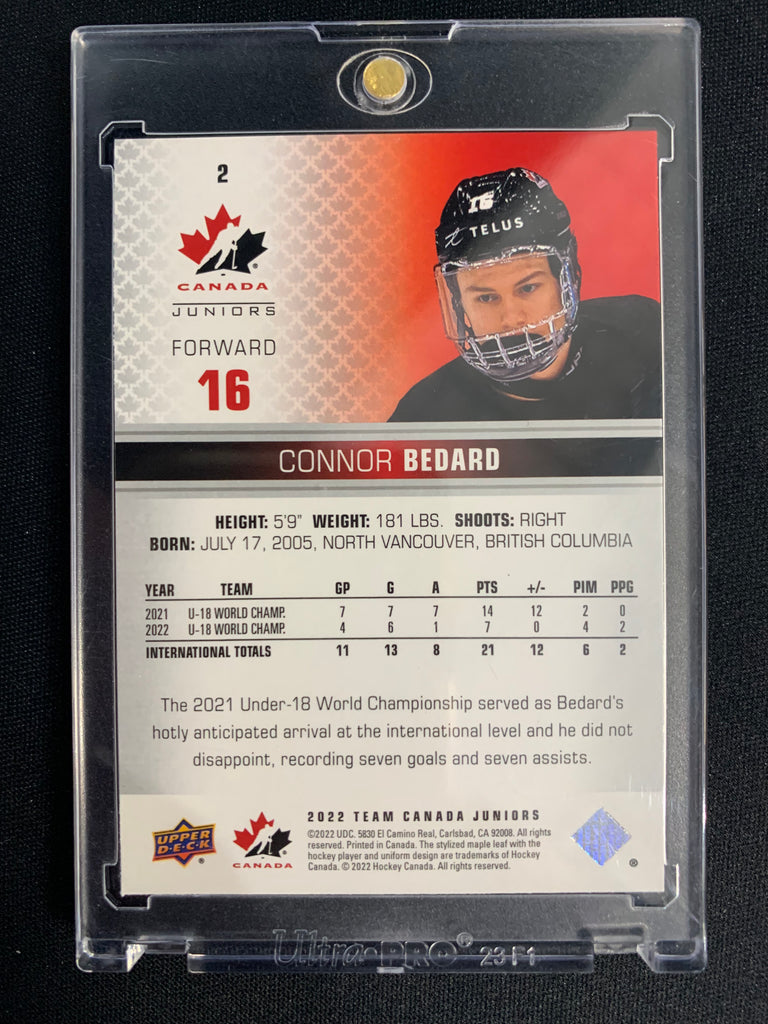 2
CANADA
JUNIORS
FORWARD
16
16
TELUS
CONNOR BEDARD
HEIGHT: 5'9" WEIGHT: 181 LBS. SHOOTS: RIGHT
BORN: JULY 17, 2005, NORTH VANCOUVER, BRITISH COLUMBIA
YEAR TEAM GP G A PTS +/- PIM PPG
2021 U-18 WORLD CHAMP. 7 7 7 14 12 2 0
2022 U-18 WORLD CHAMP. 4 6 1 7 0 4 2
INTERNATIONAL TOTALS 11 13 8 21 12 6 2
The 2021 Under-18 World Championship served as Bedard's
hotly anticipated arrival at the international level and he did not
disappoint, recording seven goals and seven assists.
UPPER
D•E•C•K
®
CANADA
2022 TEAM CANADA JUNIORS
©2022 UDC. 5830 El Camino Real, Carlsbad, CA 92008. All rights
reserved. Printed in Canada. The stylized maple leaf with the
hockey player and uniform design are trademarks of Hockey
Canada. © 2022 Hockey Canada. All rights reserved.
®
Ultra•PRO® 23F1